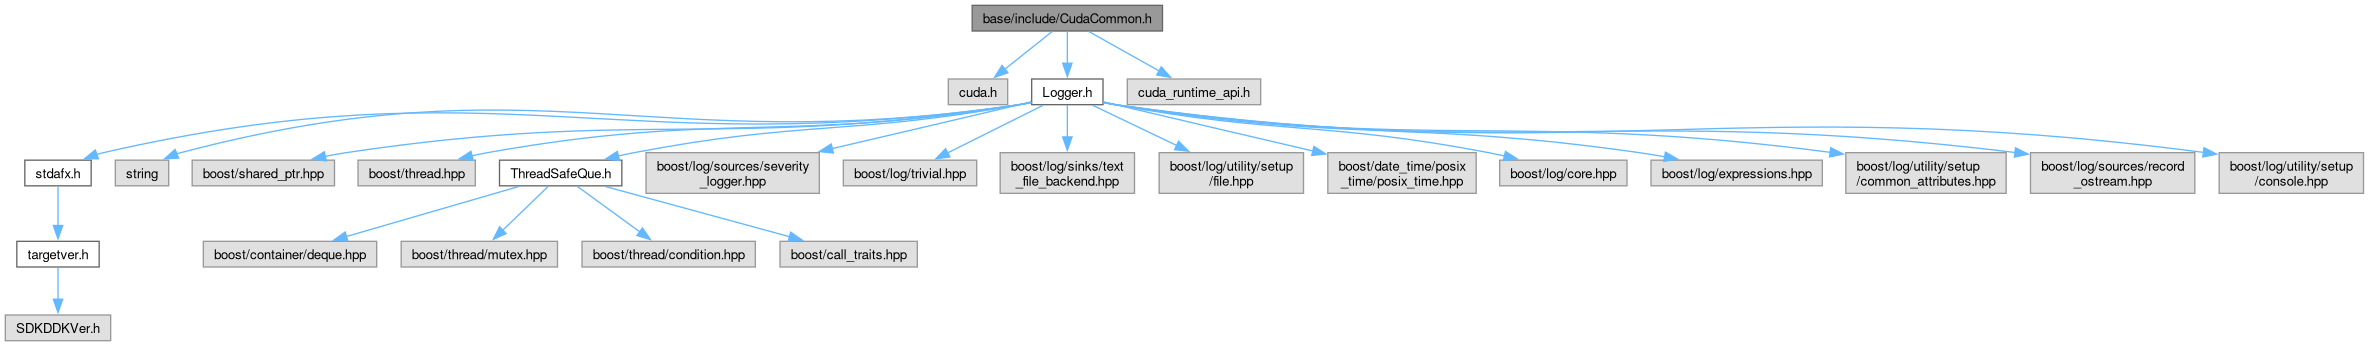 base/include/CudaCommon.h
cuda.h
Logger.h
cuda_runtime_api.h
stdafx.h
string
boost/shared_ptr.hpp
boost/thread.hpp
ThreadSafeQue.h
boost/log/sources/severity
_logger.hpp
boost/log/trivial.hpp
boost/log/sinks/text
_file_backend.hpp
boost/log/utility/setup
/file.hpp
boost/date_time/posix
_time/posix_time.hpp
boost/log/core.hpp
boost/log/expressions.hpp
boost/log/utility/setup
/common_attributes.hpp
boost/log/sources/record
_ostream.hpp
boost/log/utility/setup
/console.hpp
targetver.h
boost/container/deque.hpp
boost/thread/mutex.hpp
boost/thread/condition.hpp
boost/call_traits.hpp
SDKDDKVer.h